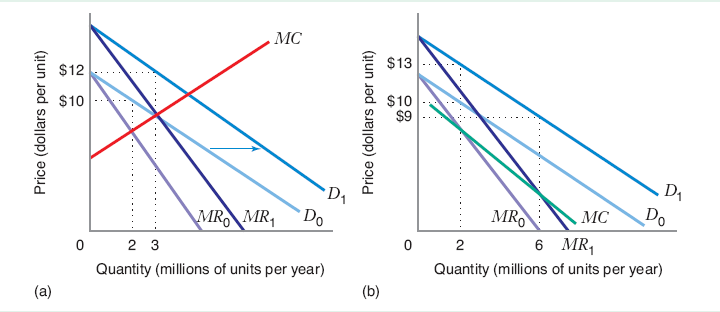 Price (dollars per unit)
$12
$10
MC
D1
MR0
MR1
D0
0
2
3
Quantity (millions of units per year)
(a)
Price (dollars per unit)
$13
$10
$9
D1
MR0
MC
D0
0
2
6
MR1
Quantity (millions of units per year)
(b)